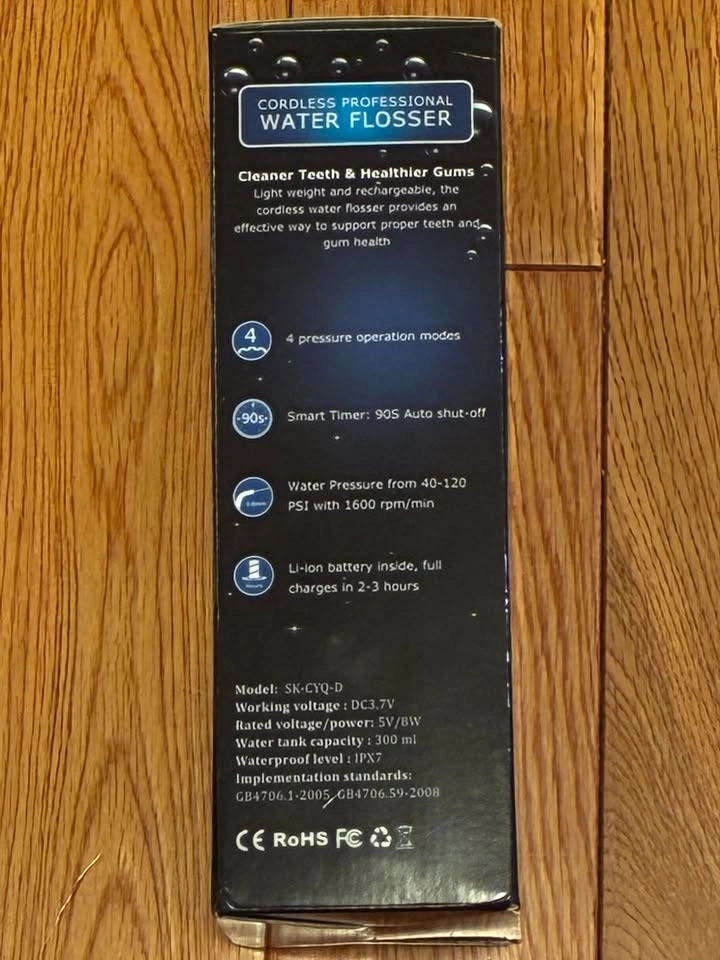 CORDLESS PROFESSIONAL
WATER FLOSSER
Cleaner Teeth & Healthier Gums
Light weight and rechargeable, the
cordless water flosser provides an
effective way to support proper teeth and
gum health
4
4 pressure operation modes
-90s-
Smart Timer: 90S Auto shut-off
Water Pressure from 40-120
PSI with 1600 rpm/min
Li-ion battery inside, full
charges in 2-3 hours
Model: SK-CYQ-D
Working voltage : DC3.7V
Rated voltage/power: 5V/8W
Water tank capacity : 300 ml
Waterproof level : IPX7
Implementation standards:
GB4706.1-2005 GB4706.59-2008
CE RoHS FC